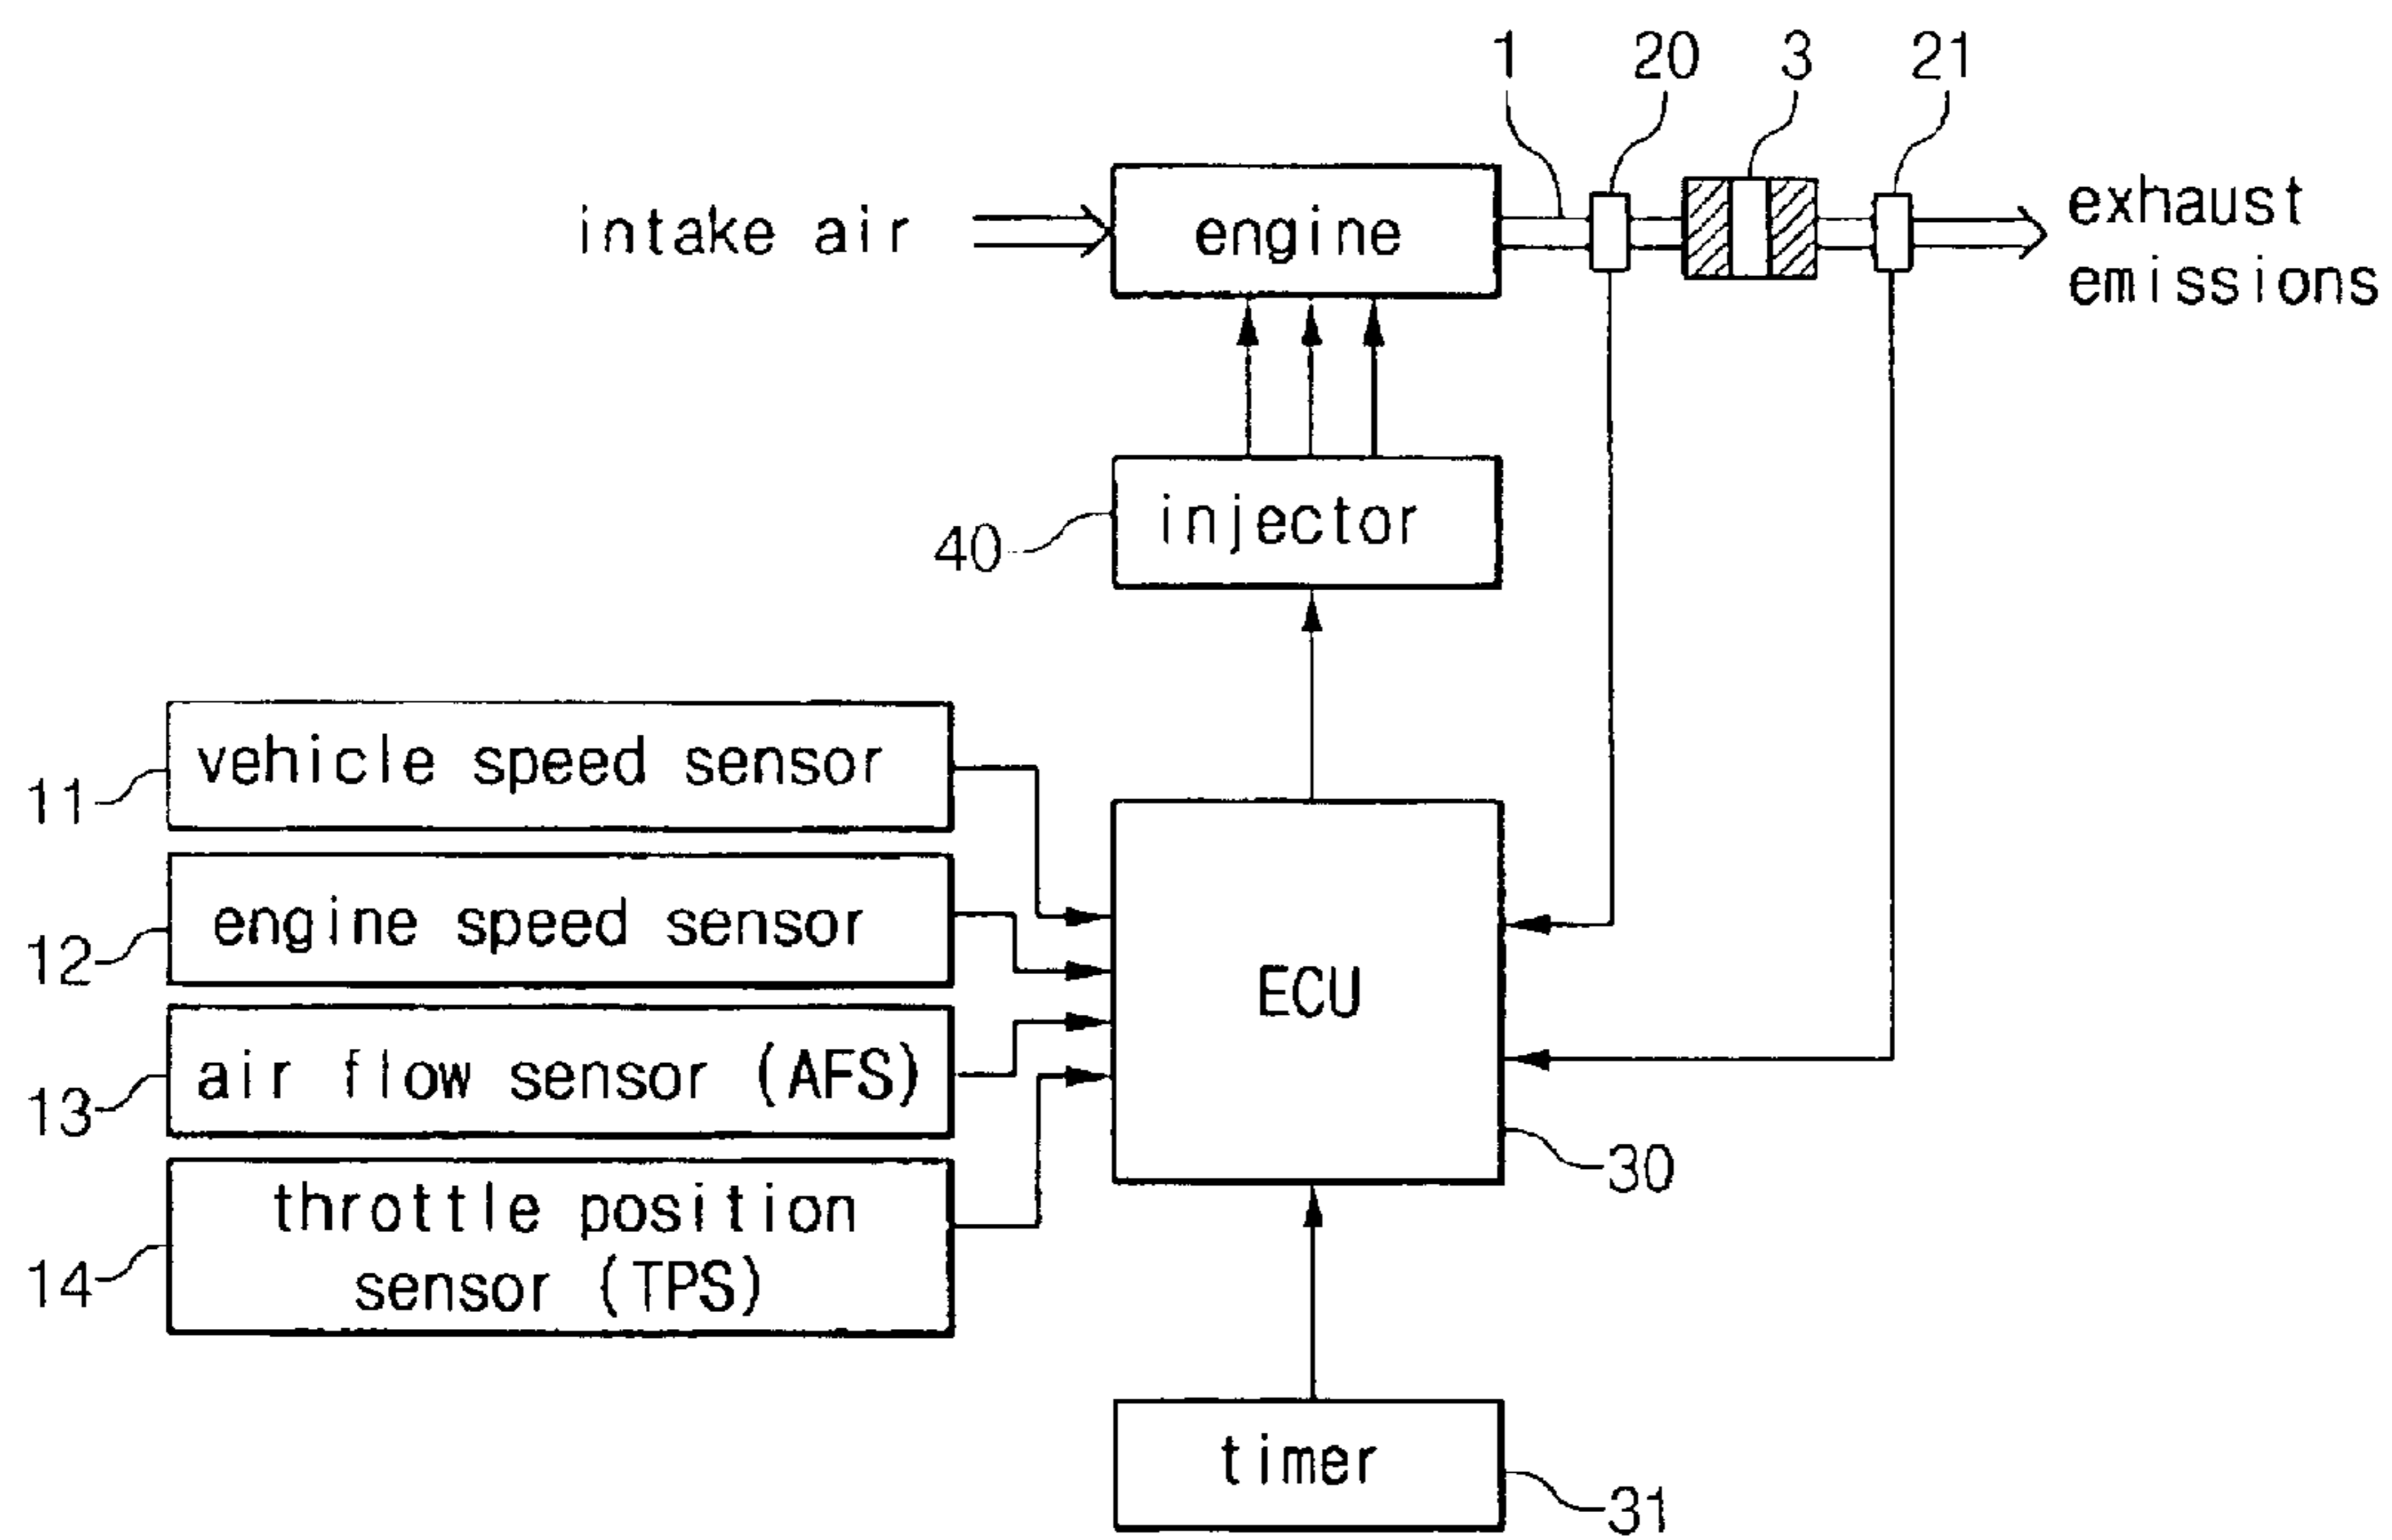 1 20 3 21
intake air
engine
exhaust
emissions
40
injector
11
vehicle speed sensor
12
engine speed sensor
13
air flow sensor (AFS)
14
throttle position
sensor (TPS)
ECU
30
timer
31